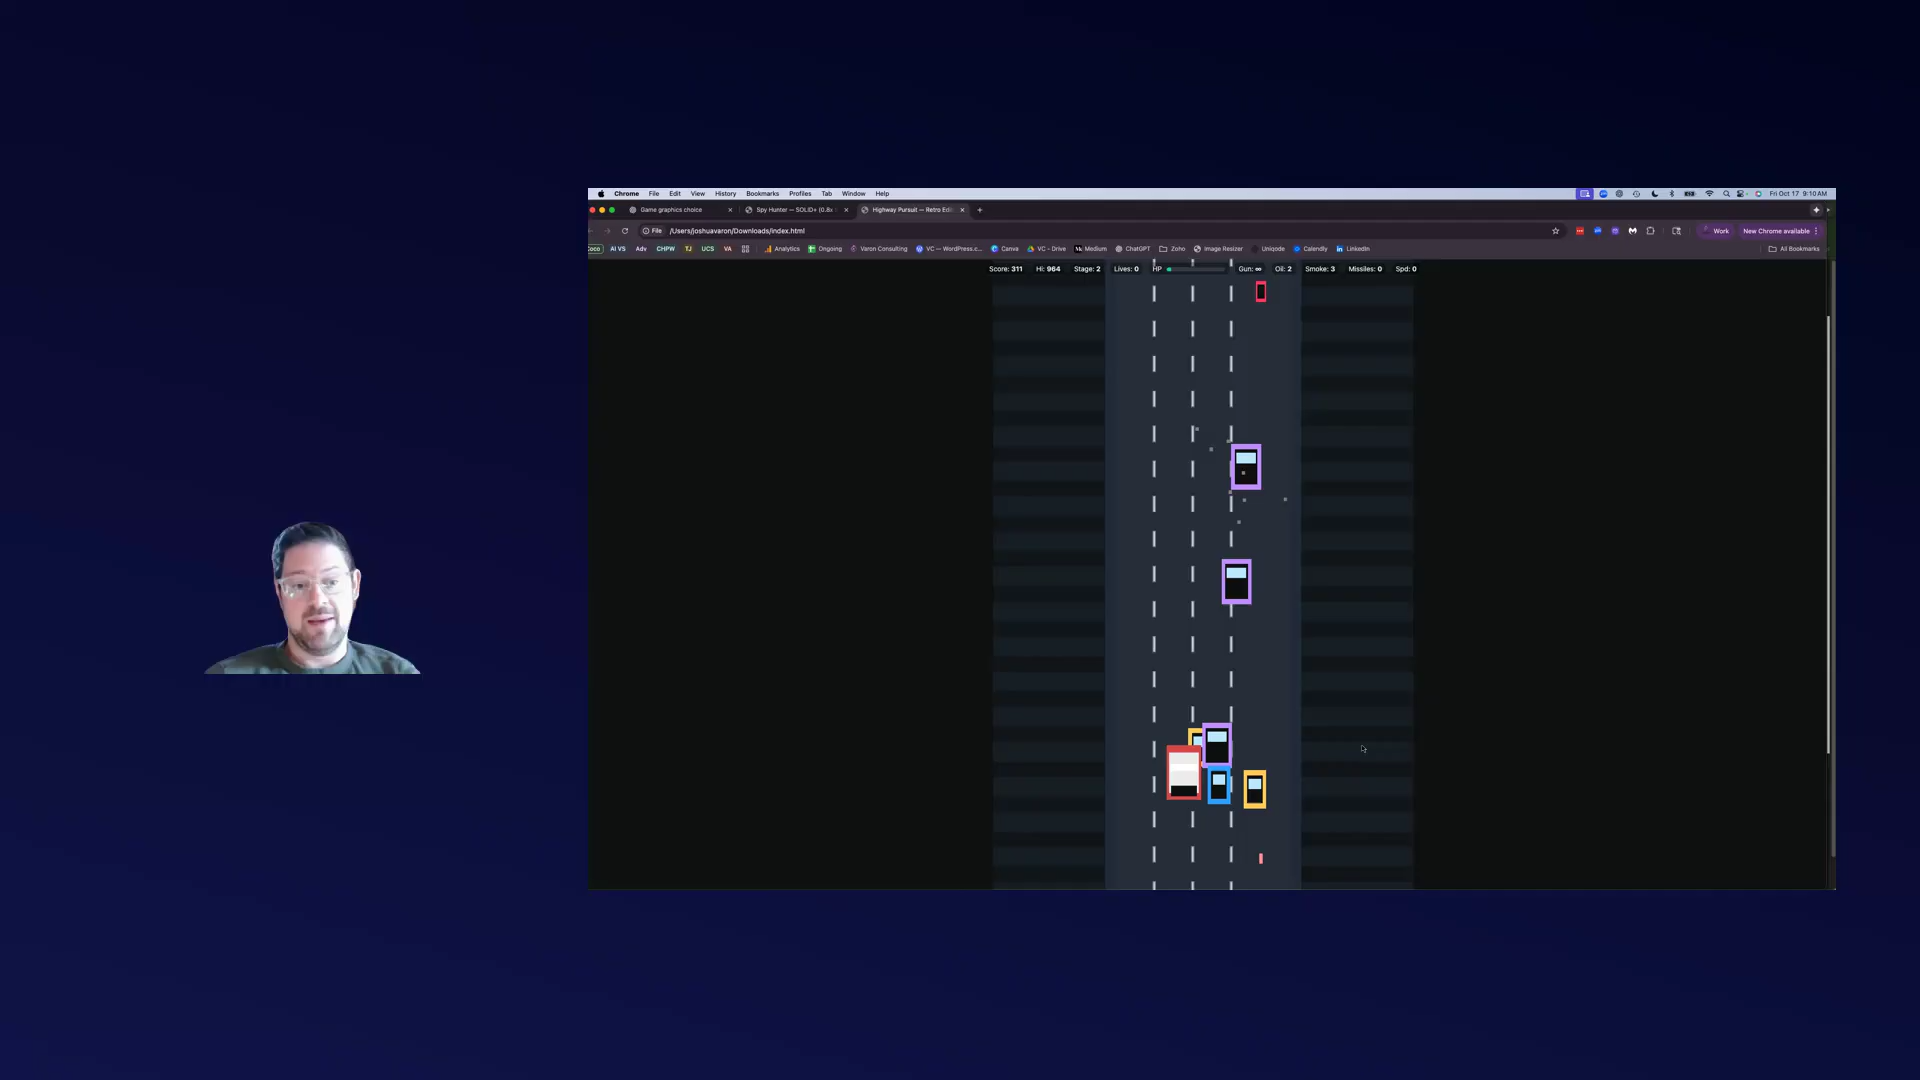 Chrome File Edit View History Bookmarks Profiles Tab Window Help Fri Oct 17 9:10 AM
Game graphics choice Spy Hunter — SOLID+ (0.8x Highway Pursuit — Retro Edi
File /Users/joshuavaron/Downloads/index.html Work New Chrome available
Coco AI VS Adv CHPW TJ UCS VA Analytics Ongoing Varon Consulting VC — WordPress.c... Canva VC - Drive Medium ChatGPT Zoho Image Resizer Uniqode Calendly LinkedIn All Bookmarks
Score: 311 Hi: 964 Stage: 2 Lives: 0 HP Gun: ∞ Oil: 2 Smoke: 3 Missiles: 0 Spd: 0